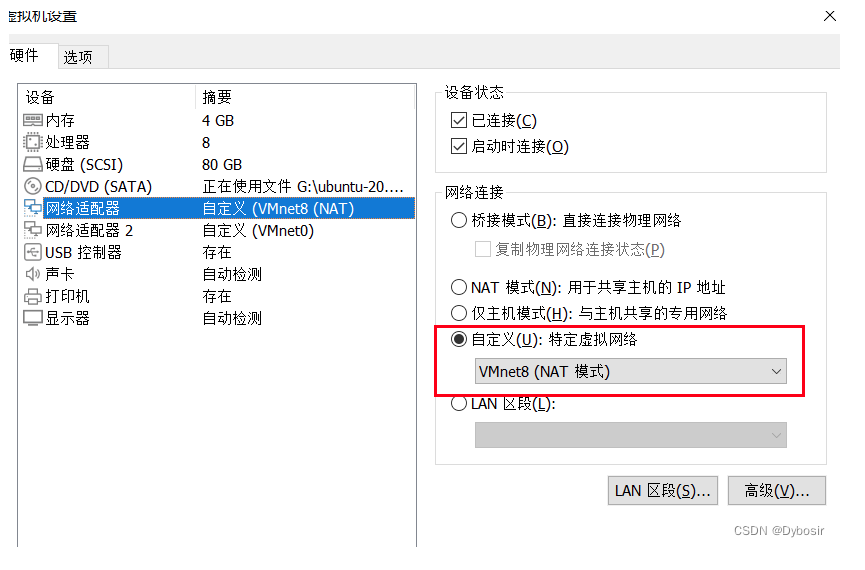 虚拟机设置
硬件 选项
设备 摘要
内存 4 GB
处理器 8
硬盘 (SCSI) 80 GB
CD/DVD (SATA) 正在使用文件 G:\ubuntu-20....
网络适配器 自定义 (VMnet8 (NAT)
网络适配器 2 自定义 (VMnet0)
USB 控制器 存在
声卡 自动检测
打印机 存在
显示器 自动检测
设备状态
已连接(C)
启动时连接(O)
网络连接
桥接模式(B): 直接连接物理网络
复制物理网络连接状态(P)
NAT 模式(N): 用于共享主机的 IP 地址
仅主机模式(H): 与主机共享的专用网络
自定义(U): 特定虚拟网络
VMnet8 (NAT 模式)
LAN 区段(L):
LAN 区段(S)... 高级(V)...
CSDN @Dybosir